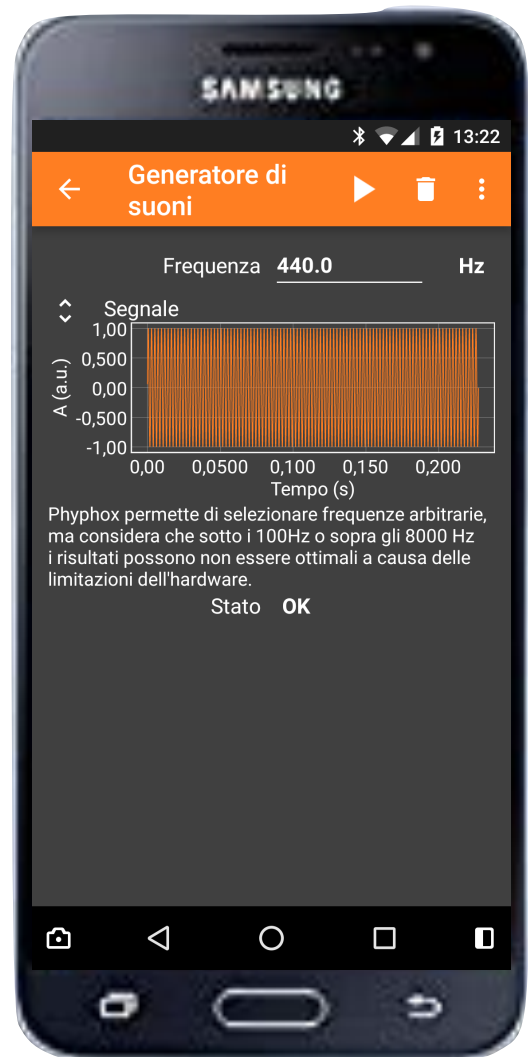 SAMSUNG
13:22
Generatore di
suoni
Frequenza 440.0 Hz
Segnale
1,00
0,500
0,00
-0,500
-1,00
A (a.u.)
0,00 0,0500 0,100 0,150 0,200
Tempo (s)
Phyphox permette di selezionare frequenze arbitrarie,
ma considera che sotto i 100Hz o sopra gli 8000 Hz
i risultati possono non essere ottimali a causa delle
limitazioni dell'hardware.
Stato OK